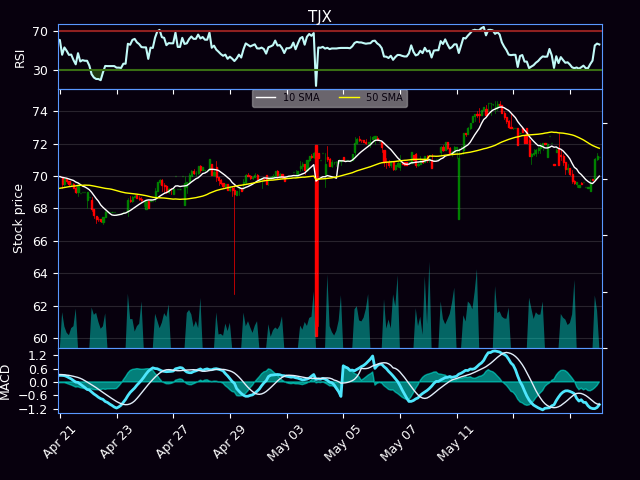 TJX
70
30
RSI
10 SMA
50 SMA
74
72
70
68
66
64
62
60
Stock price
1.2
0.6
0.0
−0.6
−1.2
MACD
Apr 21
Apr 23
Apr 27
Apr 29
May 03
May 05
May 07
May 11